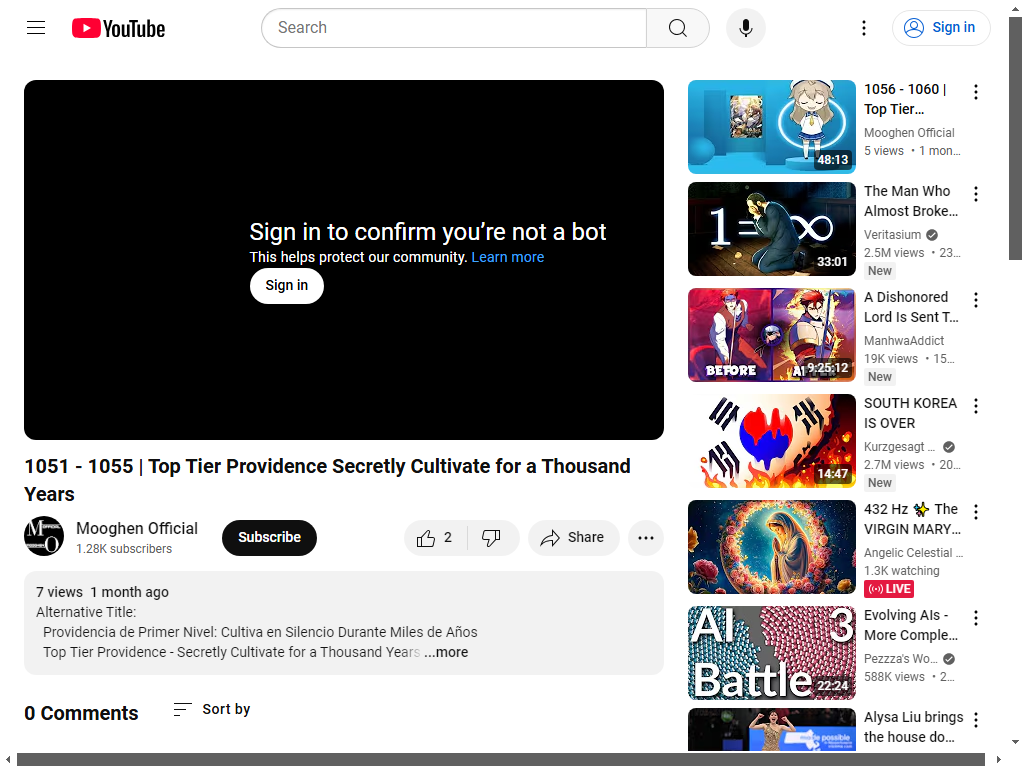 YouTube
Search
Sign in
Sign in to confirm you’re not a bot
This helps protect our community. Learn more
Sign in
1051 - 1055 | Top Tier Providence Secretly Cultivate for a Thousand
Years
Mooghen Official
1.28K subscribers
Subscribe
2
Share
7 views 1 month ago
Alternative Title:
Providencia de Primer Nivel: Cultiva en Silencio Durante Miles de Años
Top Tier Providence - Secretly Cultivate for a Thousand Years ...more
0 Comments
Sort by
48:13
1056 - 1060 |
Top Tier…
Mooghen Official
5 views • 1 mon…
1 = ∞
33:01
The Man Who
Almost Broke…
Veritasium
2.5M views • 23…
New
BEFORE
9:25:12
A Dishonored
Lord Is Sent T…
ManhwaAddict
19K views • 15…
New
14:47
SOUTH KOREA
IS OVER
Kurzgesagt …
2.7M views • 20…
New
432 Hz ✨ The
VIRGIN MARY…
Angelic Celestial …
1.3K watching
LIVE
AI 3
Battle
22:24
Evolving AIs -
More Comple…
Pezzza's Wo…
588K views • 2…
made possible
Alysa Liu brings
the house do…